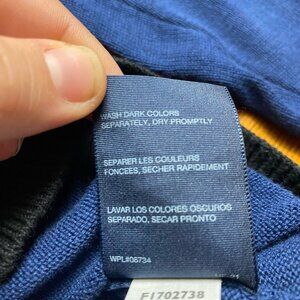 WASH DARK COLORS
SEPARATELY, DRY PROMPTLY
SEPARER LES COULEURS
FONCEES, SECHER RAPIDEMENT
LAVAR LOS COLORES OSCUROS
SEPARADO, SECAR PRONTO
WPL#08734
F1702738